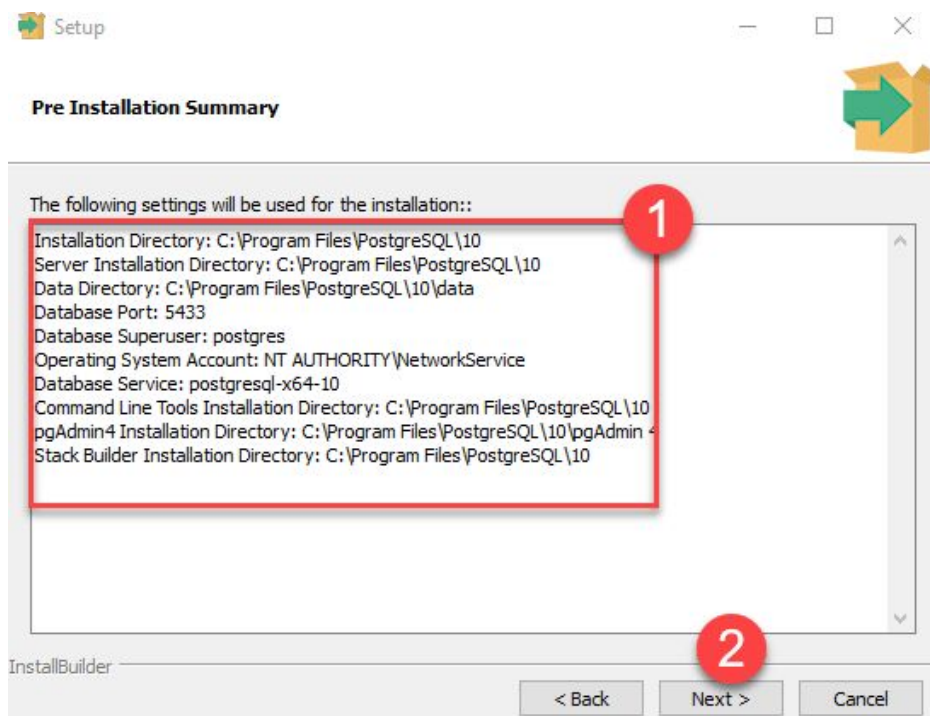 Setup
Pre Installation Summary
The following settings will be used for the installation::
1
Installation Directory: C:\Program Files\PostgreSQL\10
Server Installation Directory: C:\Program Files\PostgreSQL\10
Data Directory: C:\Program Files\PostgreSQL\10\data
Database Port: 5433
Database Superuser: postgres
Operating System Account: NT AUTHORITY\NetworkService
Database Service: postgresql-x64-10
Command Line Tools Installation Directory: C:\Program Files\PostgreSQL\10
pgAdmin4 Installation Directory: C:\Program Files\PostgreSQL\10\pgAdmin 4
Stack Builder Installation Directory: C:\Program Files\PostgreSQL\10
2
InstallBuilder
< Back Next > Cancel